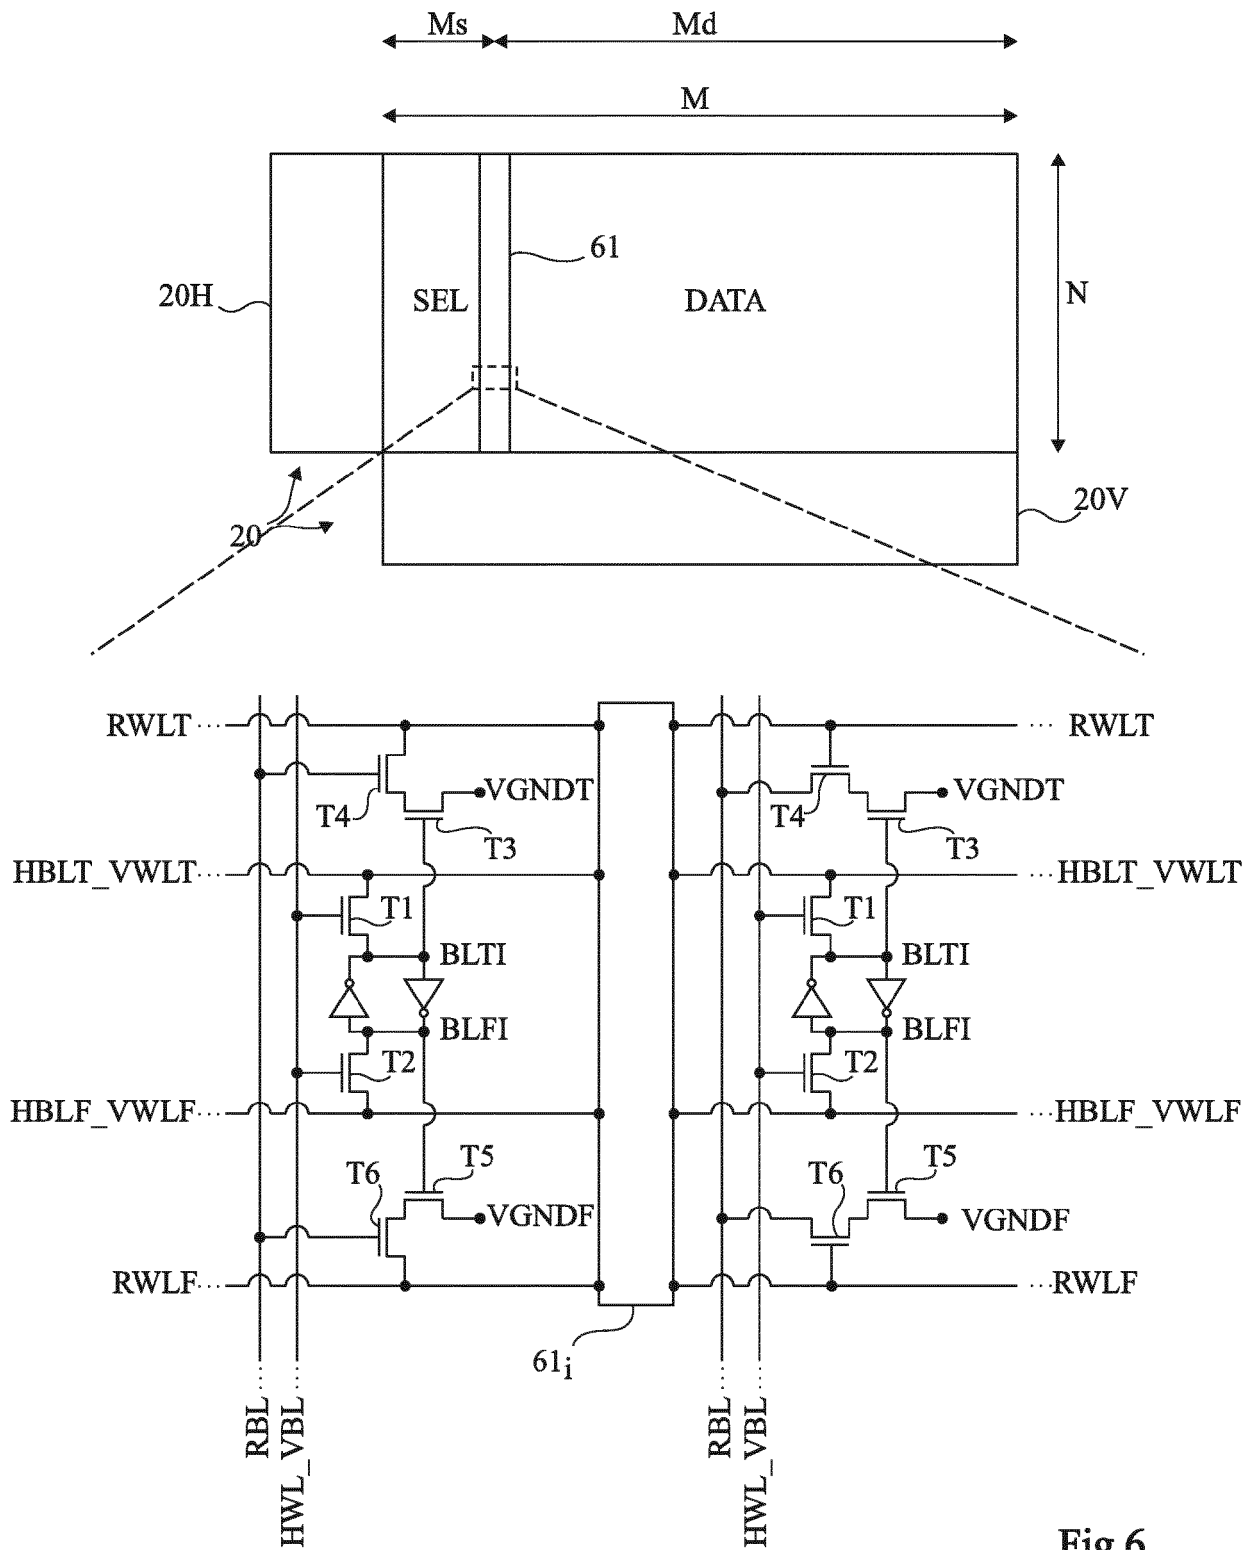 Ms Md
M
61
20H SEL DATA N
20 20V
RWLT RWLT
VGNDT VGNDT
T4 T4
T3 T3
HBLT_VWLT HBLT_VWLT
T1 T1
BLTI BLTI
BLFI BLFI
T2 T2
HBLF_VWLF HBLF_VWLF
T6 T5 T6 T5
VGNDF VGNDF
RWLF RWLF
61i
RBL HWL_VBL RBL HWL_VBL
Fig 6